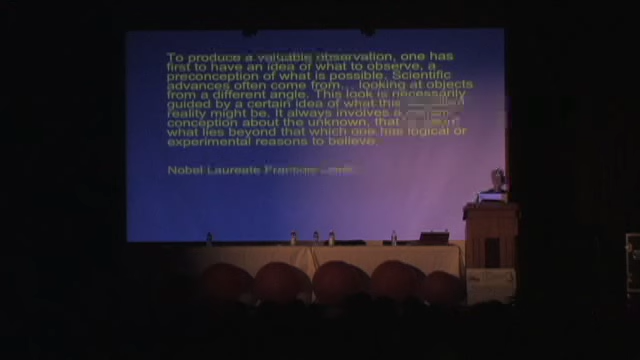 To produce a valuable observation, one has
first to have an idea of what to observe, a
preconception of what is possible. Scientific
advances often come from... looking at objects
from a different angle. This look is necessarily
guided by a certain idea of what this
reality might be. It always involves a
conception about the unknown, that
what lies beyond that which one has logical or
experimental reasons to believe.
Nobel Laureate